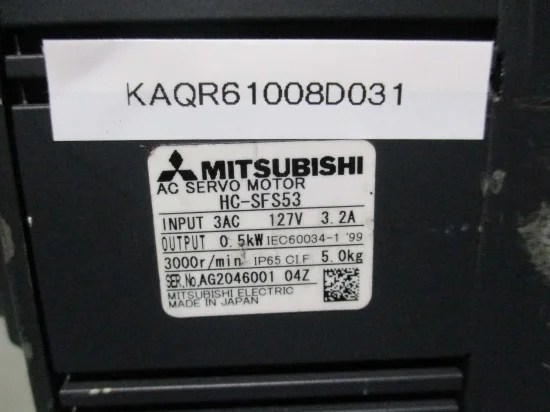 KAQR61008D031
MITSUBISHI
AC SERVO MOTOR
HC-SFS53
INPUT 3AC 127V 3.2A
OUTPUT 0.5kW IEC60034-1 '99
3000r/min IP65 CI.F 5.0kg
SER.No.AG2046001 04Z
MITSUBISHI ELECTRIC
MADE IN JAPAN